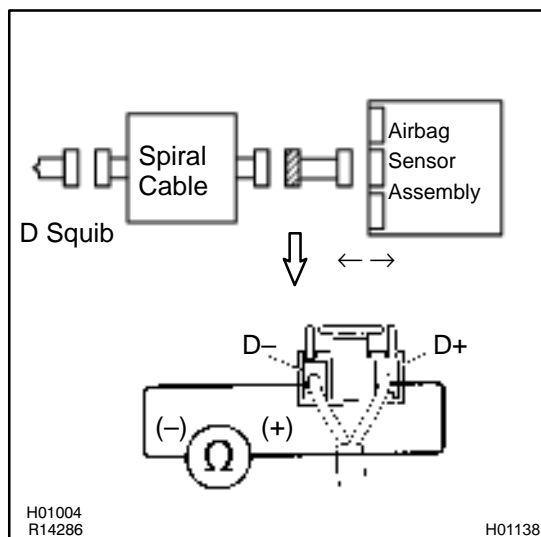 Airbag
Sensor
Assembly
Spiral
Cable
D Squib
D−
D+
(−)
(+)
Ω
H01004
R14286
H01138